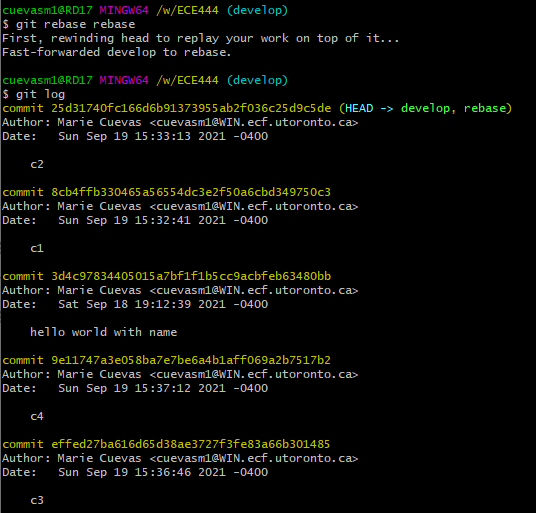 cuevasm1@RD17 MINGW64 /w/ECE444 (develop)
$ git rebase rebase
First, rewinding head to replay your work on top of it...
Fast-forwarded develop to rebase.
cuevasm1@RD17 MINGW64 /w/ECE444 (develop)
$ git log
commit 25d31740fc166d6b91373955ab2f036c25d9c5de (HEAD -> develop, rebase)
Author: Marie Cuevas <cuevasm1@WIN.ecf.utoronto.ca>
Date:   Sun Sep 19 15:33:13 2021 -0400
c2
commit 8cb4ffb330465a56554dc3e2f50a6cbd349750c3
Author: Marie Cuevas <cuevasm1@WIN.ecf.utoronto.ca>
Date:   Sun Sep 19 15:32:41 2021 -0400
c1
commit 3d4c97834405015a7bf1f1b5cc9acbfeb63480bb
Author: Marie Cuevas <cuevasm1@WIN.ecf.utoronto.ca>
Date:   Sat Sep 18 19:12:39 2021 -0400
hello world with name
commit 9e11747a3e058ba7e7be6a4b1aff069a2b7517b2
Author: Marie Cuevas <cuevasm1@WIN.ecf.utoronto.ca>
Date:   Sun Sep 19 15:37:12 2021 -0400
c4
commit effed27ba616d65d38ae3727f3fe83a66b301485
Author: Marie Cuevas <cuevasm1@WIN.ecf.utoronto.ca>
Date:   Sun Sep 19 15:36:46 2021 -0400
c3